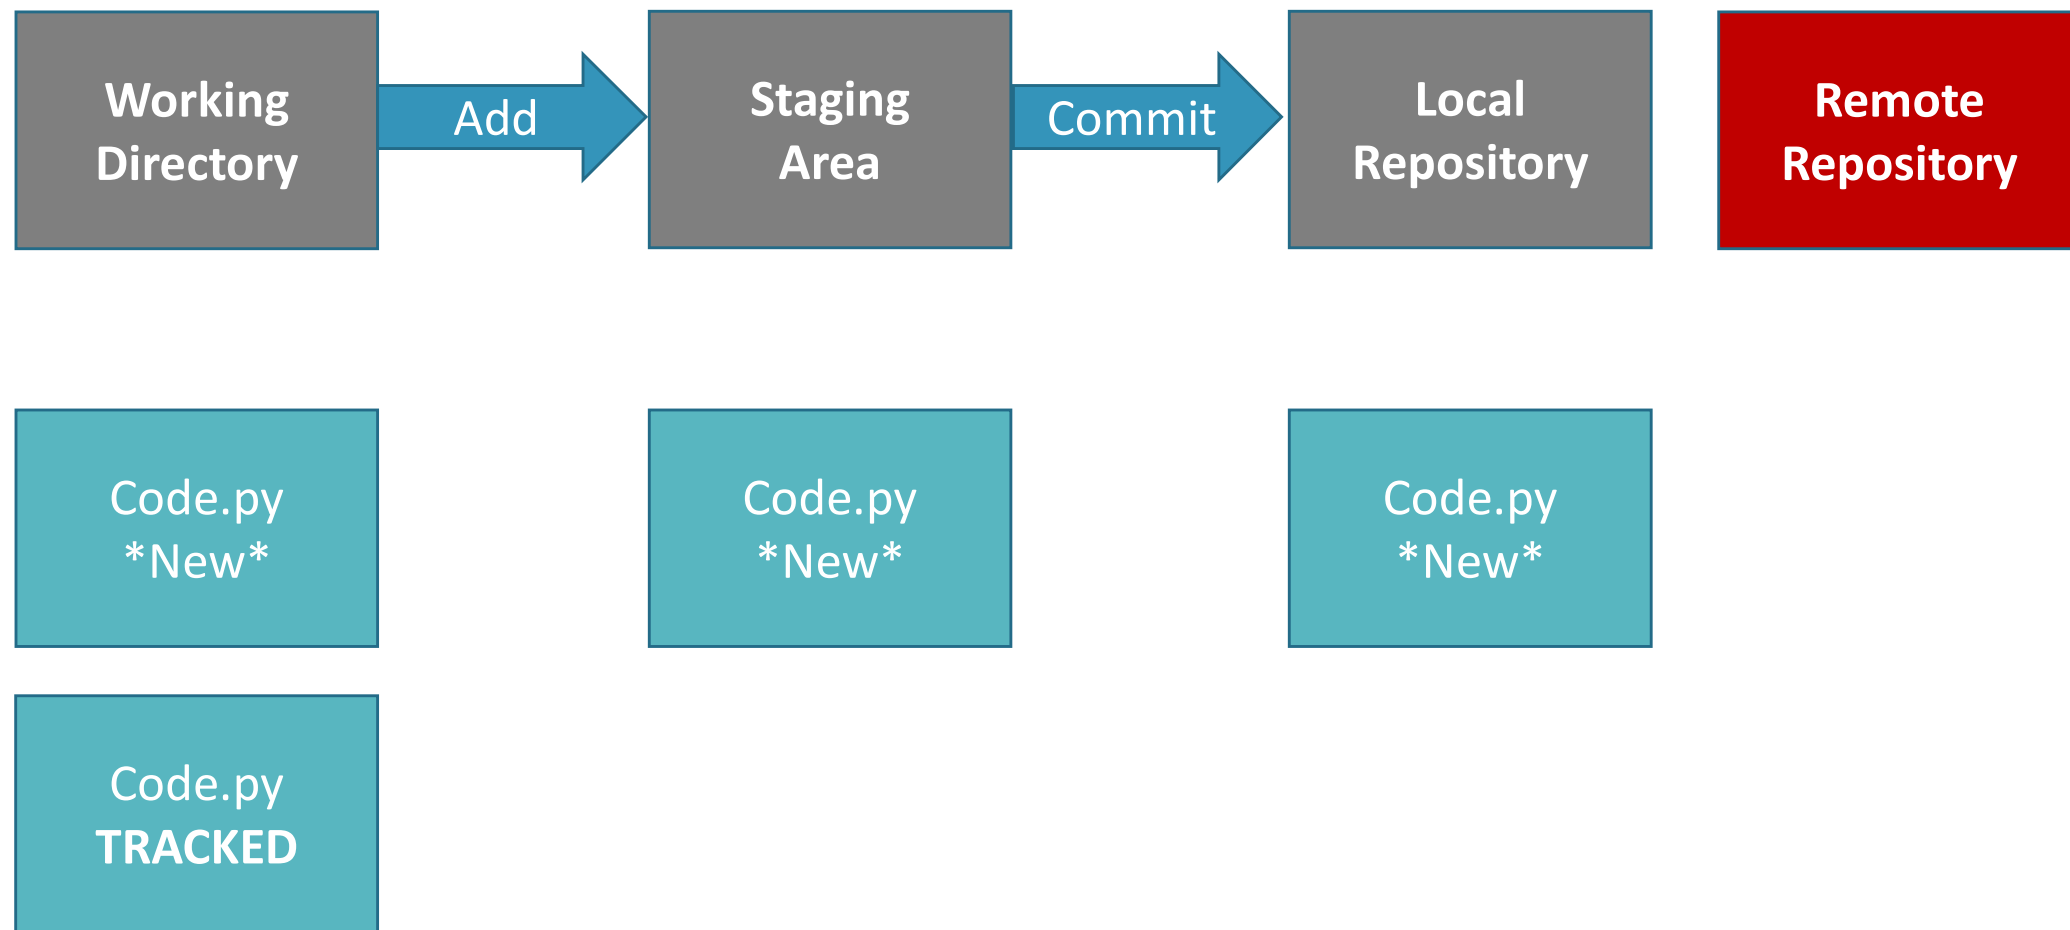 Working
Directory
Add
Staging
Area
Commit
Local
Repository
Remote
Repository
Code.py
*New*
Code.py
*New*
Code.py
*New*
Code.py
TRACKED